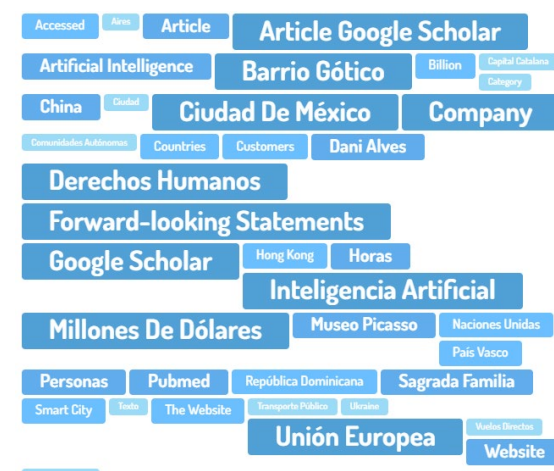 Accessed Aires Article Article Google Scholar
Artificial Intelligence Barrio Gótico Billion Capital Catalana
Category
China Ciudad Ciudad De México Company
Comunidades Autónomas Countries Customers Dani Alves
Derechos Humanos
Forward-looking Statements
Google Scholar Hong Kong Horas
Inteligencia Artificial
Millones De Dólares Museo Picasso Naciones Unidas
País Vasco
Personas Pubmed República Dominicana Sagrada Familia
Smart City Texto The Website Transporte Público Ukraine
Unión Europea Vuelos Directos
Website